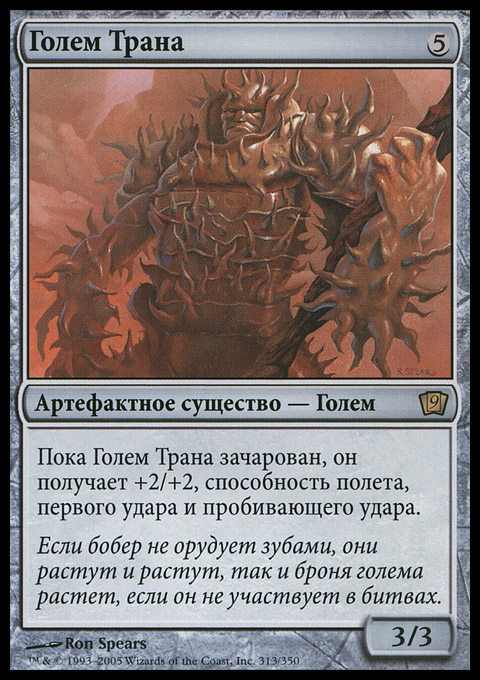 Голем Трана
5
R.SPEARS
Артефактное существо — Голем
9
Пока Голем Трана зачарован, он
получает +2/+2, способность полета,
первого удара и пробивающего удара.
Если бобер не орудует зубами, они
растут и растут, так и броня голема
растет, если он не участвует в битвах.
Ron Spears
3/3
™ & © 1993–2005 Wizards of the Coast, Inc. 313/350